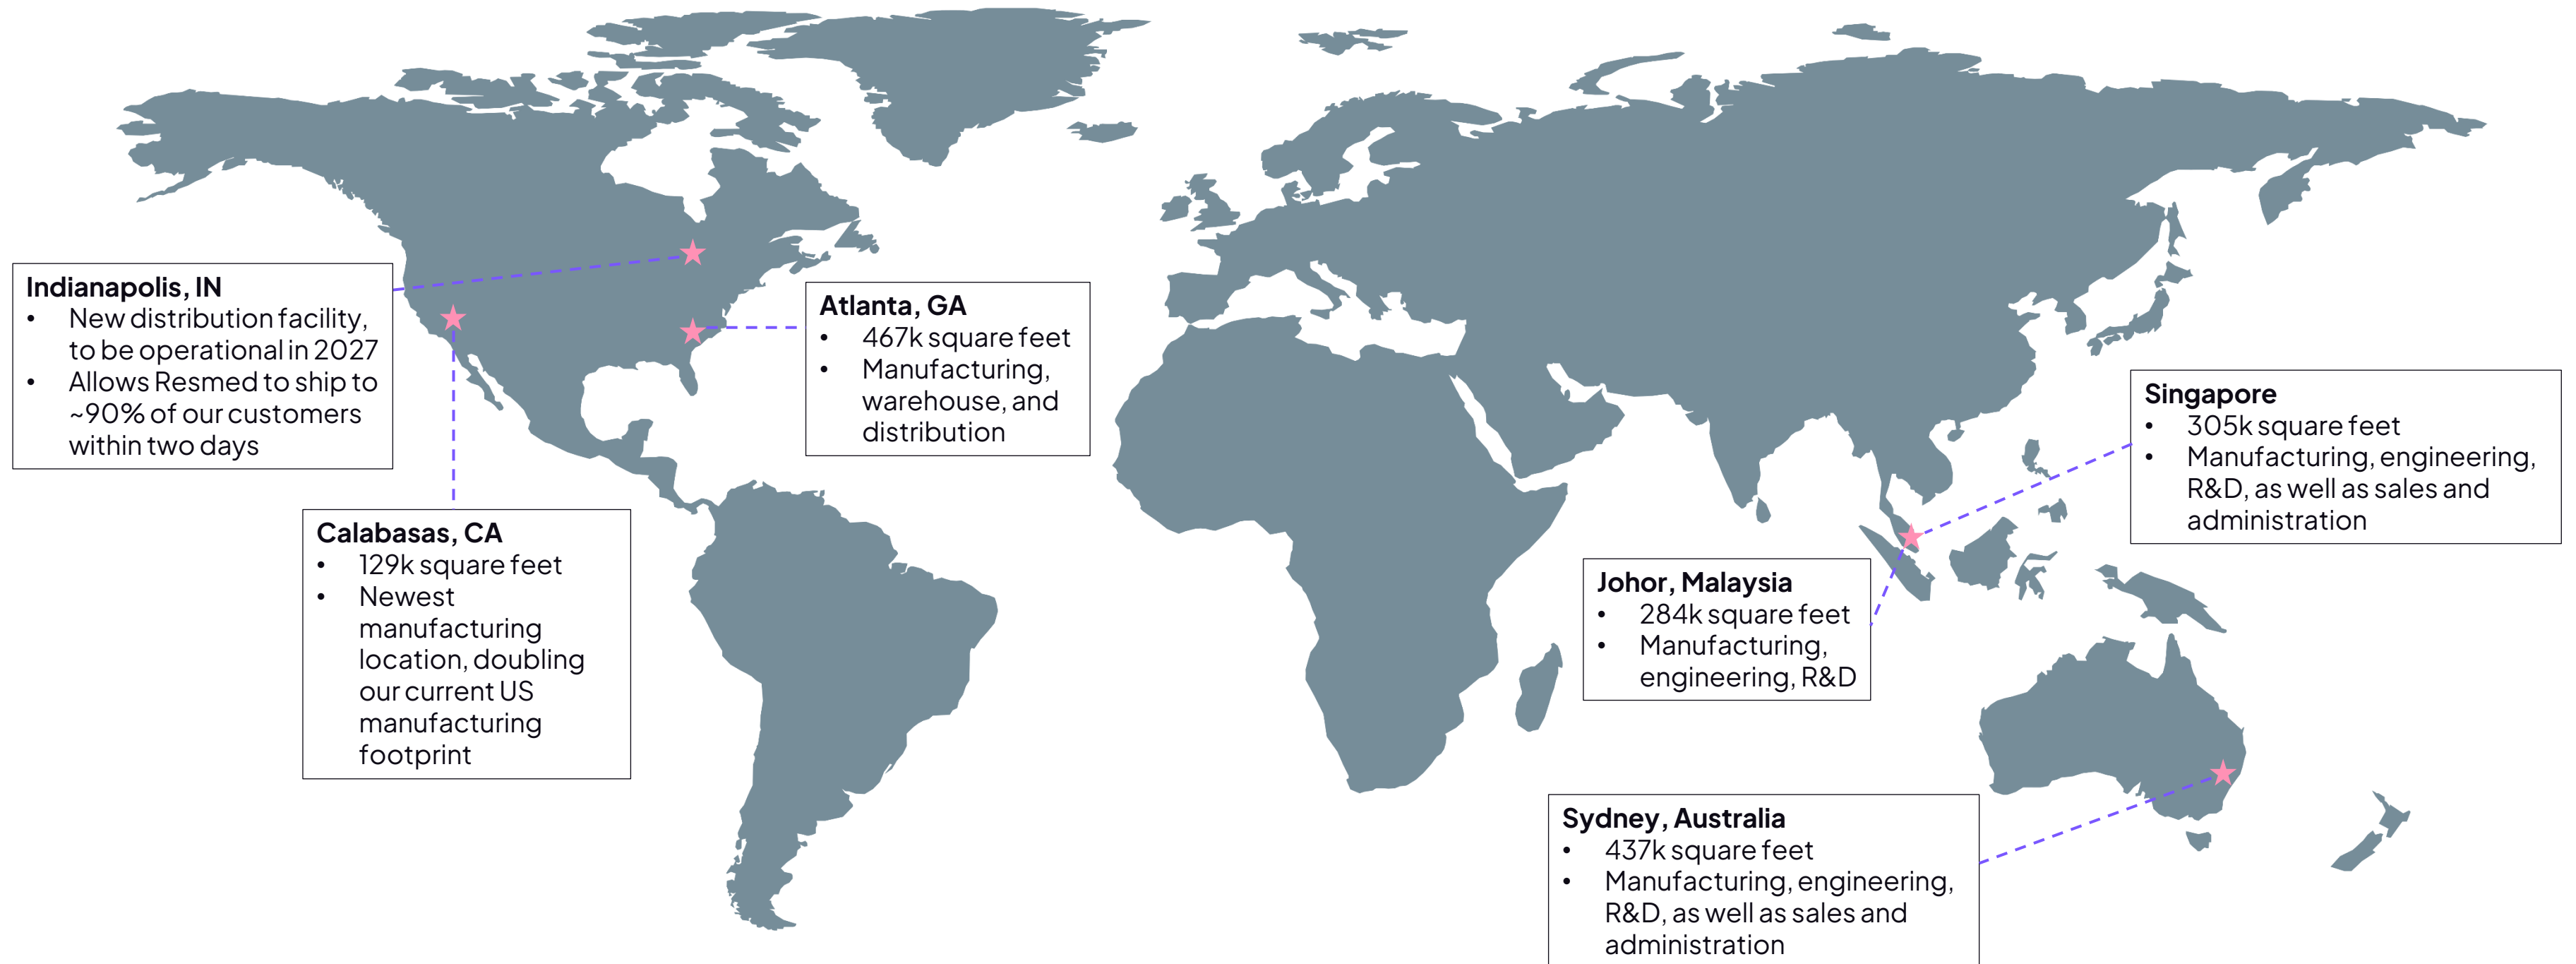 Indianapolis, IN
• New distribution facility,
to be operational in 2027
• Allows Resmed to ship to
~90% of our customers
within two days
Atlanta, GA
• 467k square feet
• Manufacturing,
warehouse, and
distribution
Calabasas, CA
• 129k square feet
• Newest
manufacturing
location, doubling
our current US
manufacturing
footprint
Singapore
• 305k square feet
• Manufacturing, engineering,
R&D, as well as sales and
administration
Johor, Malaysia
• 284k square feet
• Manufacturing,
engineering, R&D
Sydney, Australia
• 437k square feet
• Manufacturing, engineering,
R&D, as well as sales and
administration